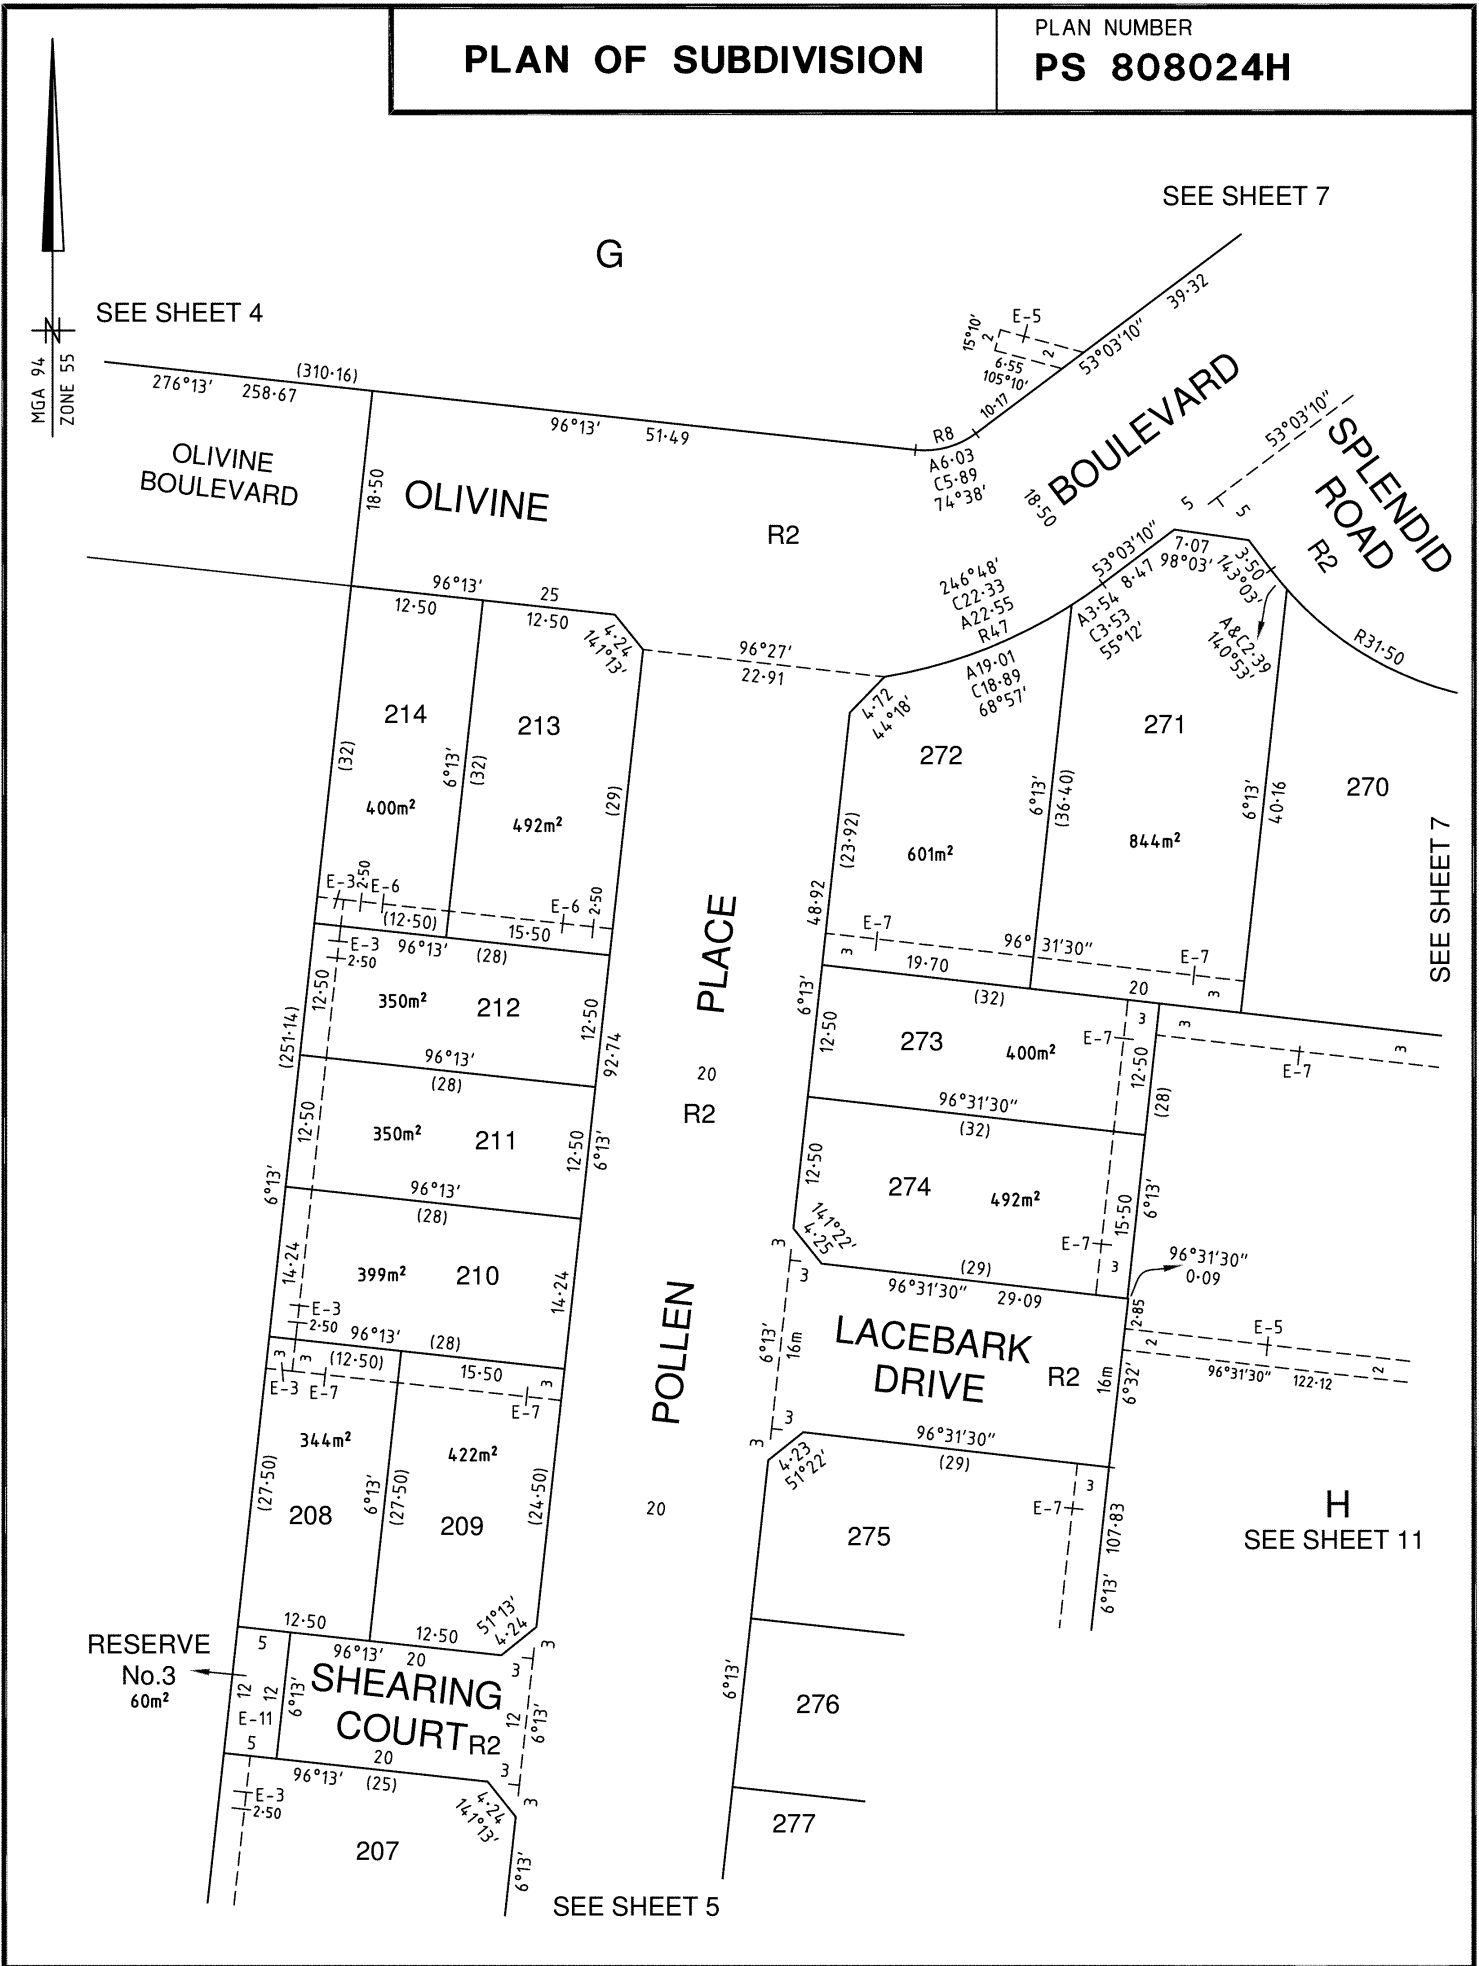 PLAN OF SUBDIVISION
PLAN NUMBER
PS 808024H
SEE SHEET 7
G
SEE SHEET 4
MGA 94
ZONE 55
N
(310·16)
276°13' 258·67
96°13' 51·49
R8
A6·03
C5·89
74°38'
10·17
53°03'10"
39·32
E-5
15°10'
2
2
6·55
105°10'
OLIVINE
BOULEVARD
18·50
OLIVINE
R2
BOULEVARD
18·50
53°03'10"
5
5
SPLENDID
ROAD
R2
246°48'
C22·33
A22·55
R47
53°03'10"
8·47
7·07
98°03'
3·50
143°03'
A3·54
C3·53
55°12'
A&C2·39
140°53'
R31·50
A19·01
C18·89
68°57'
96°13' 25
12·50
12·50
4·24
141°13'
96°27'
22·91
4·72
44°18'
214
(32)
6°13'
(32)
400m²
213
(29)
492m²
272
(23·92)
48·92
601m²
6°13'
(36·40)
271
844m²
6°13'
40·16
270
SEE SHEET 7
E-3
2·50
E-6
(12·50)
E-6
2·50
15·50
96°13'
(28)
E-3
2·50
12·50
350m²
212
12·50
(251·14)
96°13'
(28)
92·74
PLACE
20
R2
E-7
96° 31'30"
E-7
3
19·70
(32)
20
3
6°13'
12·50
273
400m²
E-7
3
12·50
(28)
3
E-7
3
96°31'30"
(32)
12·50
350m²
211
12·50
6°13'
6°13'
96°13'
(28)
12·50
274
492m²
15·50
6°13'
E-7
3
141°22'
4·25
14·24
399m²
210
14·24
E-3
2·50
96°13'
(28)
3
3
6°13'
16m
3
3
(29)
96°31'30" 29·09
96°31'30"
0·09
LACEBARK
DRIVE
R2
2·85
16m
6°32'
2
E-5
2
96°31'30" 122·12
3
3
(12·50)
15·50
3
E-3
E-7
E-7
344m²
422m²
(27·50)
208
6°13'
(27·50)
209
(24·50)
POLLEN
20
4·23
51°22'
96°31'30"
(29)
3
E-7
275
107·83
6°13'
H
SEE SHEET 11
12·50
12·50
51°13'
4·24
96°13'
20
5
RESERVE
No.3
60m²
12
12
6°13'
E-11
5
SHEARING
COURT
R2
3
3
12
6°13'
3
3
20
96°13'
(25)
4·24
141°13'
E-3
2·50
207
6°13'
6°13'
276
277
SEE SHEET 5